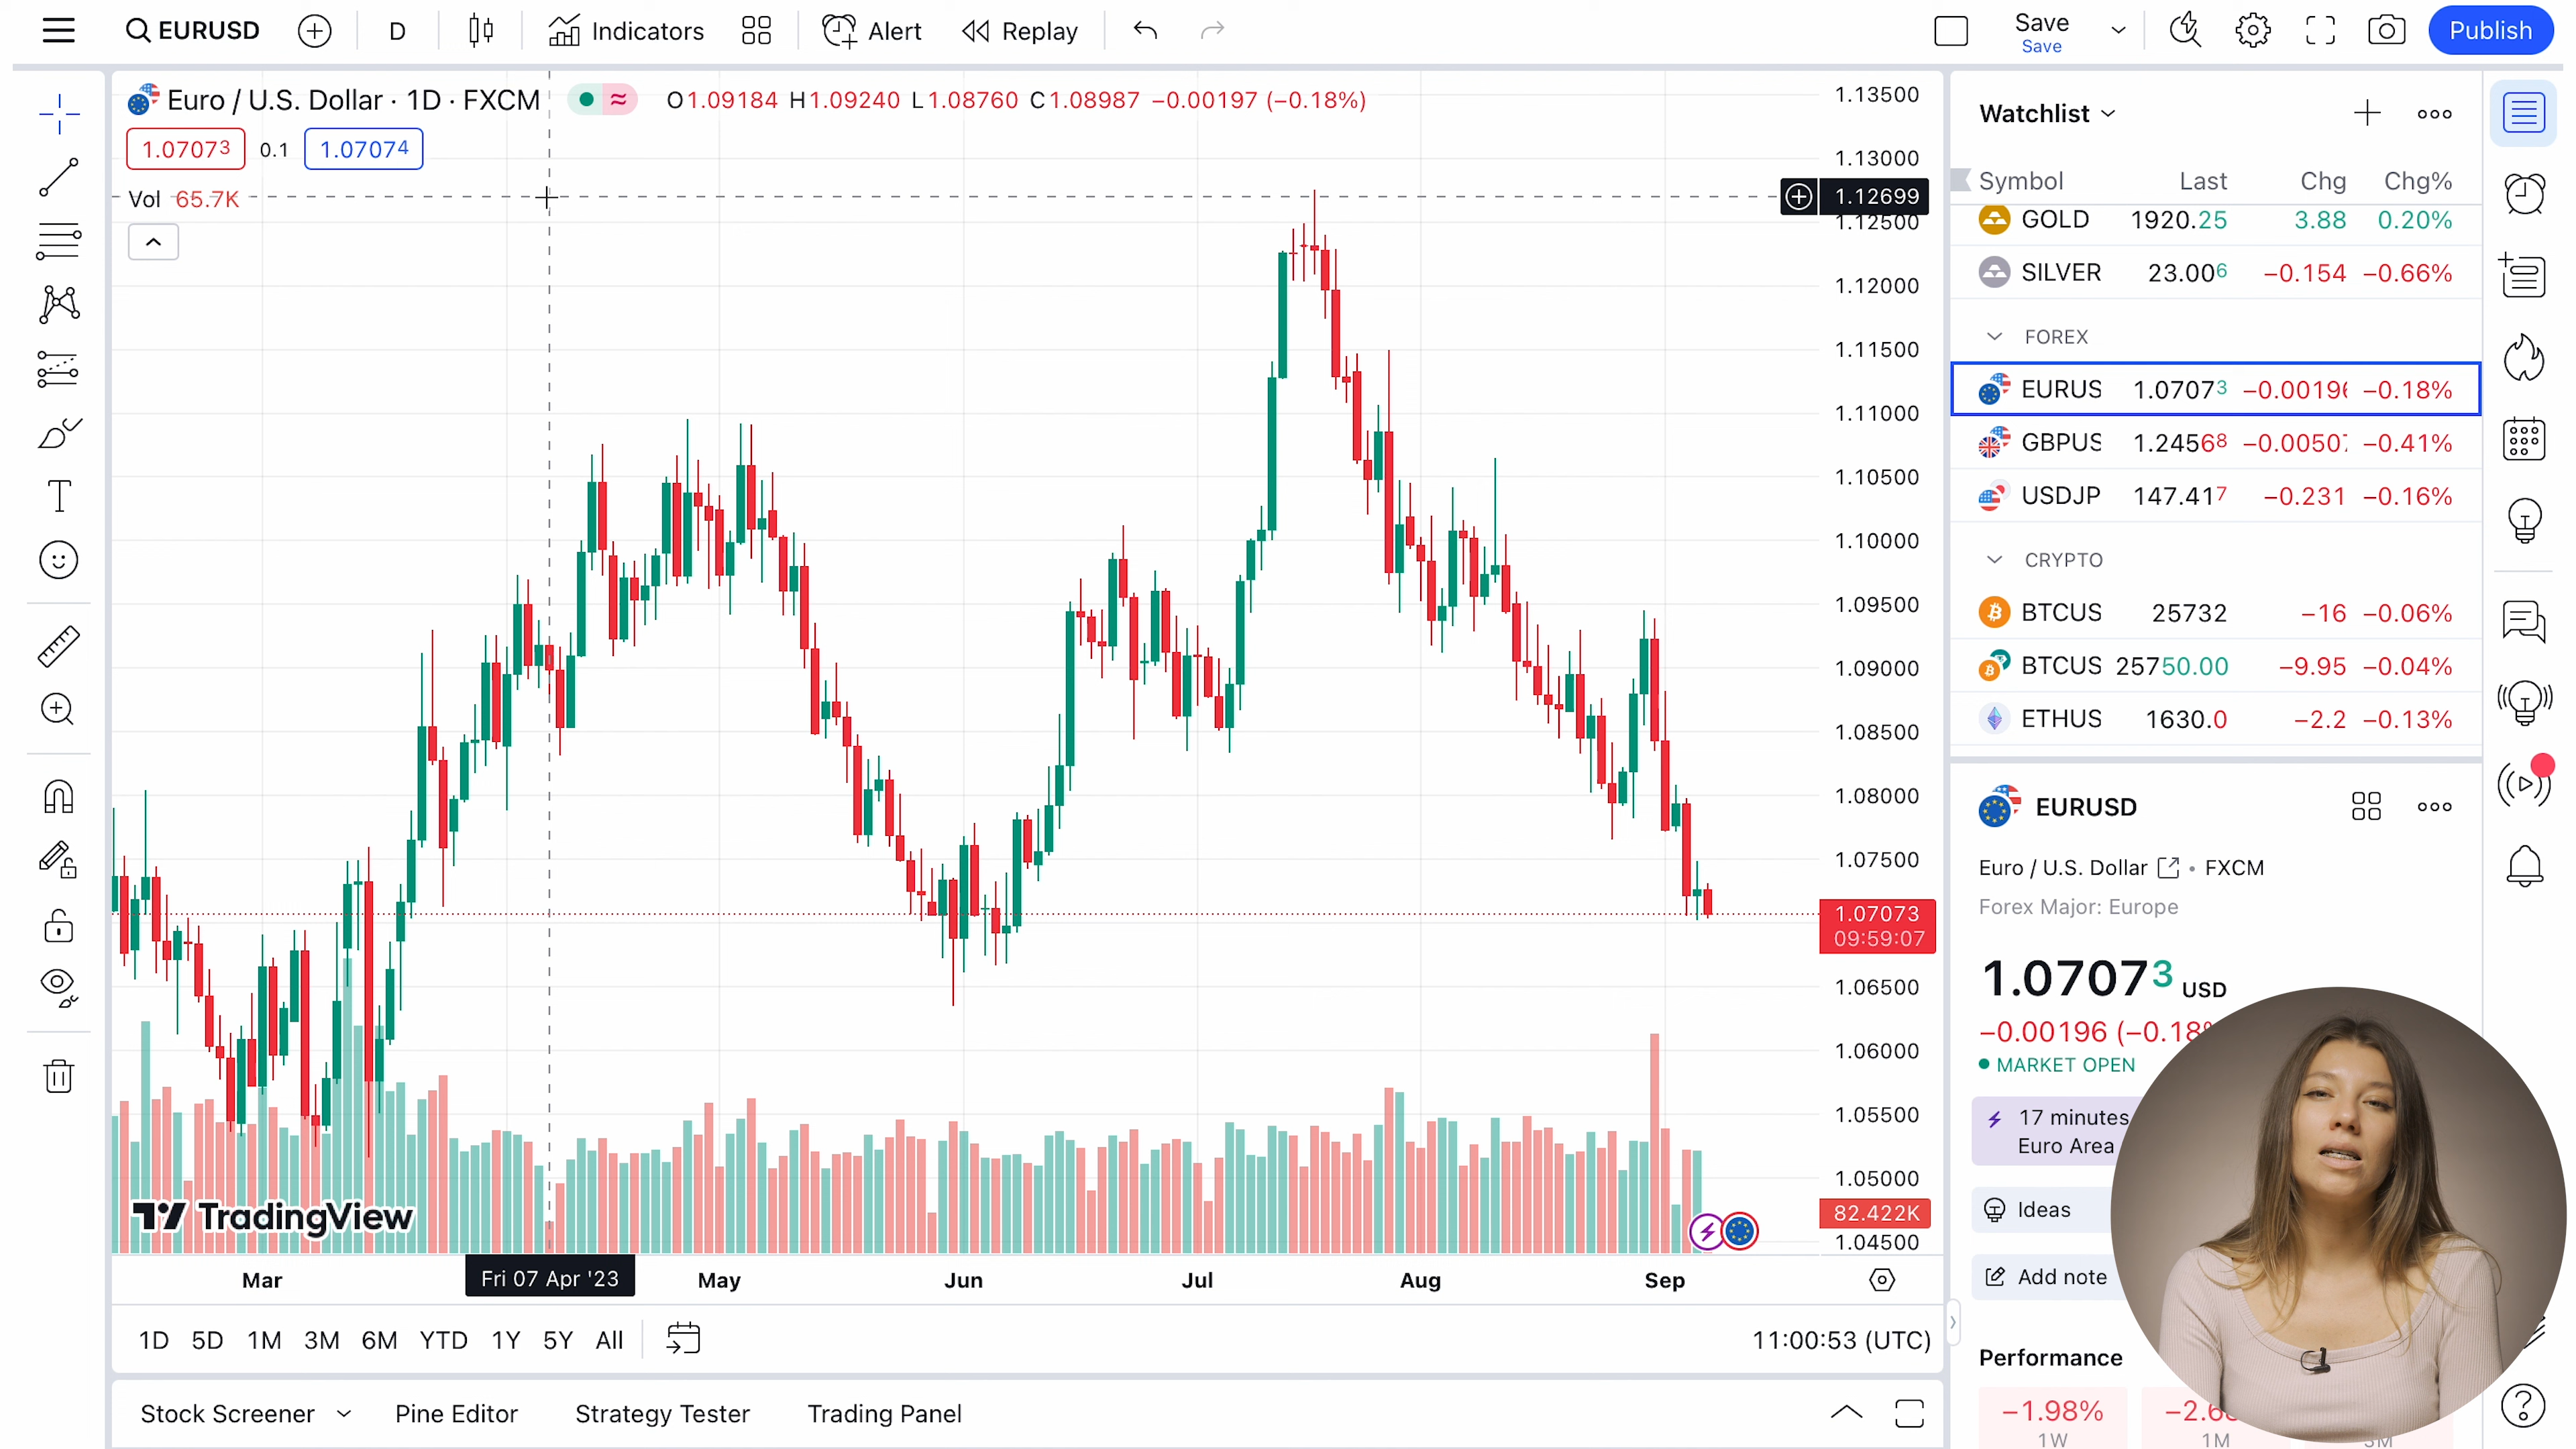 EURUSD D Indicators Alert Replay Save Publish
Save
Euro / U.S. Dollar · 1D · FXCM ≈ O1.09184 H1.09240 L1.08760 C1.08987 −0.00197 (−0.18%)
1.07073 0.1 1.07074
Vol 65.7K
1.13500
1.13000
1.12699
1.12500
1.12000
1.11500
1.11000
1.10500
1.10000
1.09500
1.09000
1.08500
1.08000
1.07500
1.07073
09:59:07
1.06500
1.06000
1.05500
1.05000
82.422K
1.04500
TradingView
Mar Fri 07 Apr '23 May Jun Jul Aug Sep
1D 5D 1M 3M 6M YTD 1Y 5Y All 11:00:53 (UTC)
Stock Screener Pine Editor Strategy Tester Trading Panel
Watchlist
Symbol Last Chg Chg%
GOLD 1920.25 3.88 0.20%
SILVER 23.006 −0.154 −0.66%
FOREX
EURUS 1.07073 −0.00196 −0.18%
GBPUS 1.24568 −0.00507 −0.41%
USDJP 147.417 −0.231 −0.16%
CRYPTO
BTCUS 25732 −16 −0.06%
BTCUS 25750.00 −9.95 −0.04%
ETHUS 1630.0 −2.2 −0.13%
EURUSD
Euro / U.S. Dollar • FXCM
Forex Major: Europe
1.07073 USD
−0.00196 (−0.18%
MARKET OPEN
17 minutes
Euro Area
Ideas
Add note
Performance
−1.98% −2.6
1W 1M 3M